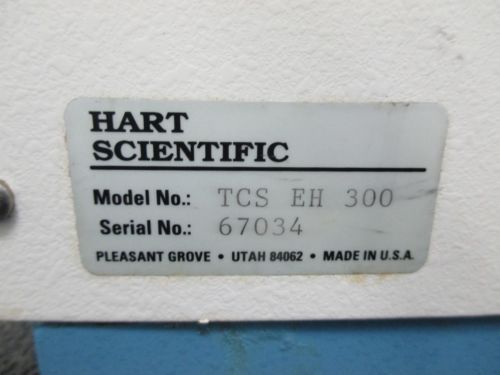 HART
SCIENTIFIC
Model No.: TCS EH 300
Serial No.: 67034
PLEASANT GROVE • UTAH 84062 • MADE IN U.S.A.